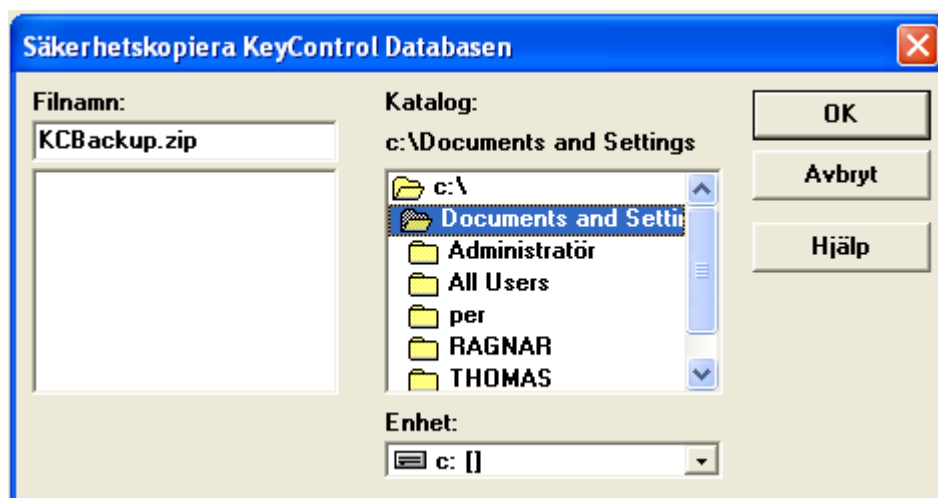 Säkerhetskopiera KeyControl Databasen
Filnamn:
KCBackup.zip
Katalog:
c:\Documents and Settings
c:\
Documents and Settin
Administratör
All Users
per
RAGNAR
THOMAS
Enhet:
c: []
OK
Avbryt
Hjälp